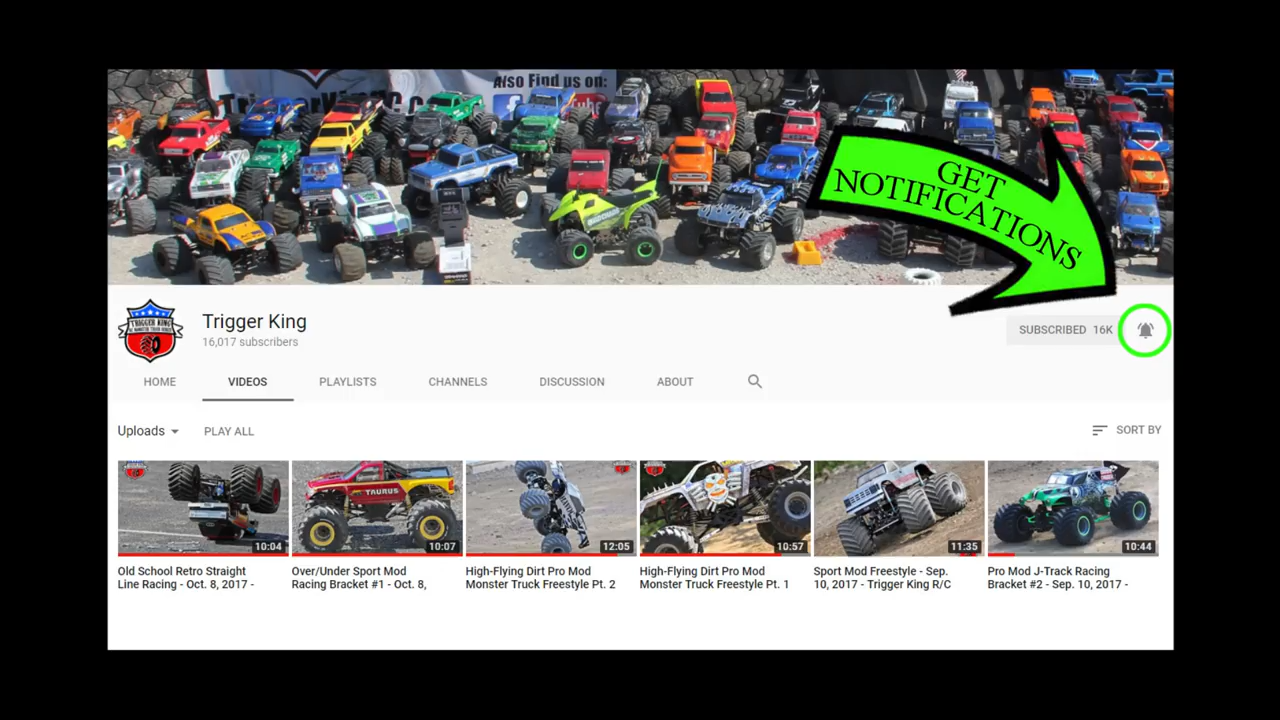 Also Find us on:
GET
NOTIFICATIONS
TRIGGER KING
Trigger King
16,017 subscribers
SUBSCRIBED 16K
HOME
VIDEOS
PLAYLISTS
CHANNELS
DISCUSSION
ABOUT
Uploads
PLAY ALL
SORT BY
TAURUS
10:04
10:07
12:05
10:57
11:35
10:44
Old School Retro Straight
Line Racing - Oct. 8, 2017 -
Over/Under Sport Mod
Racing Bracket #1 - Oct. 8,
High-Flying Dirt Pro Mod
Monster Truck Freestyle Pt. 2
High-Flying Dirt Pro Mod
Monster Truck Freestyle Pt. 1
Sport Mod Freestyle - Sep.
10, 2017 - Trigger King R/C
Pro Mod J-Track Racing
Bracket #2 - Sep. 10, 2017 -